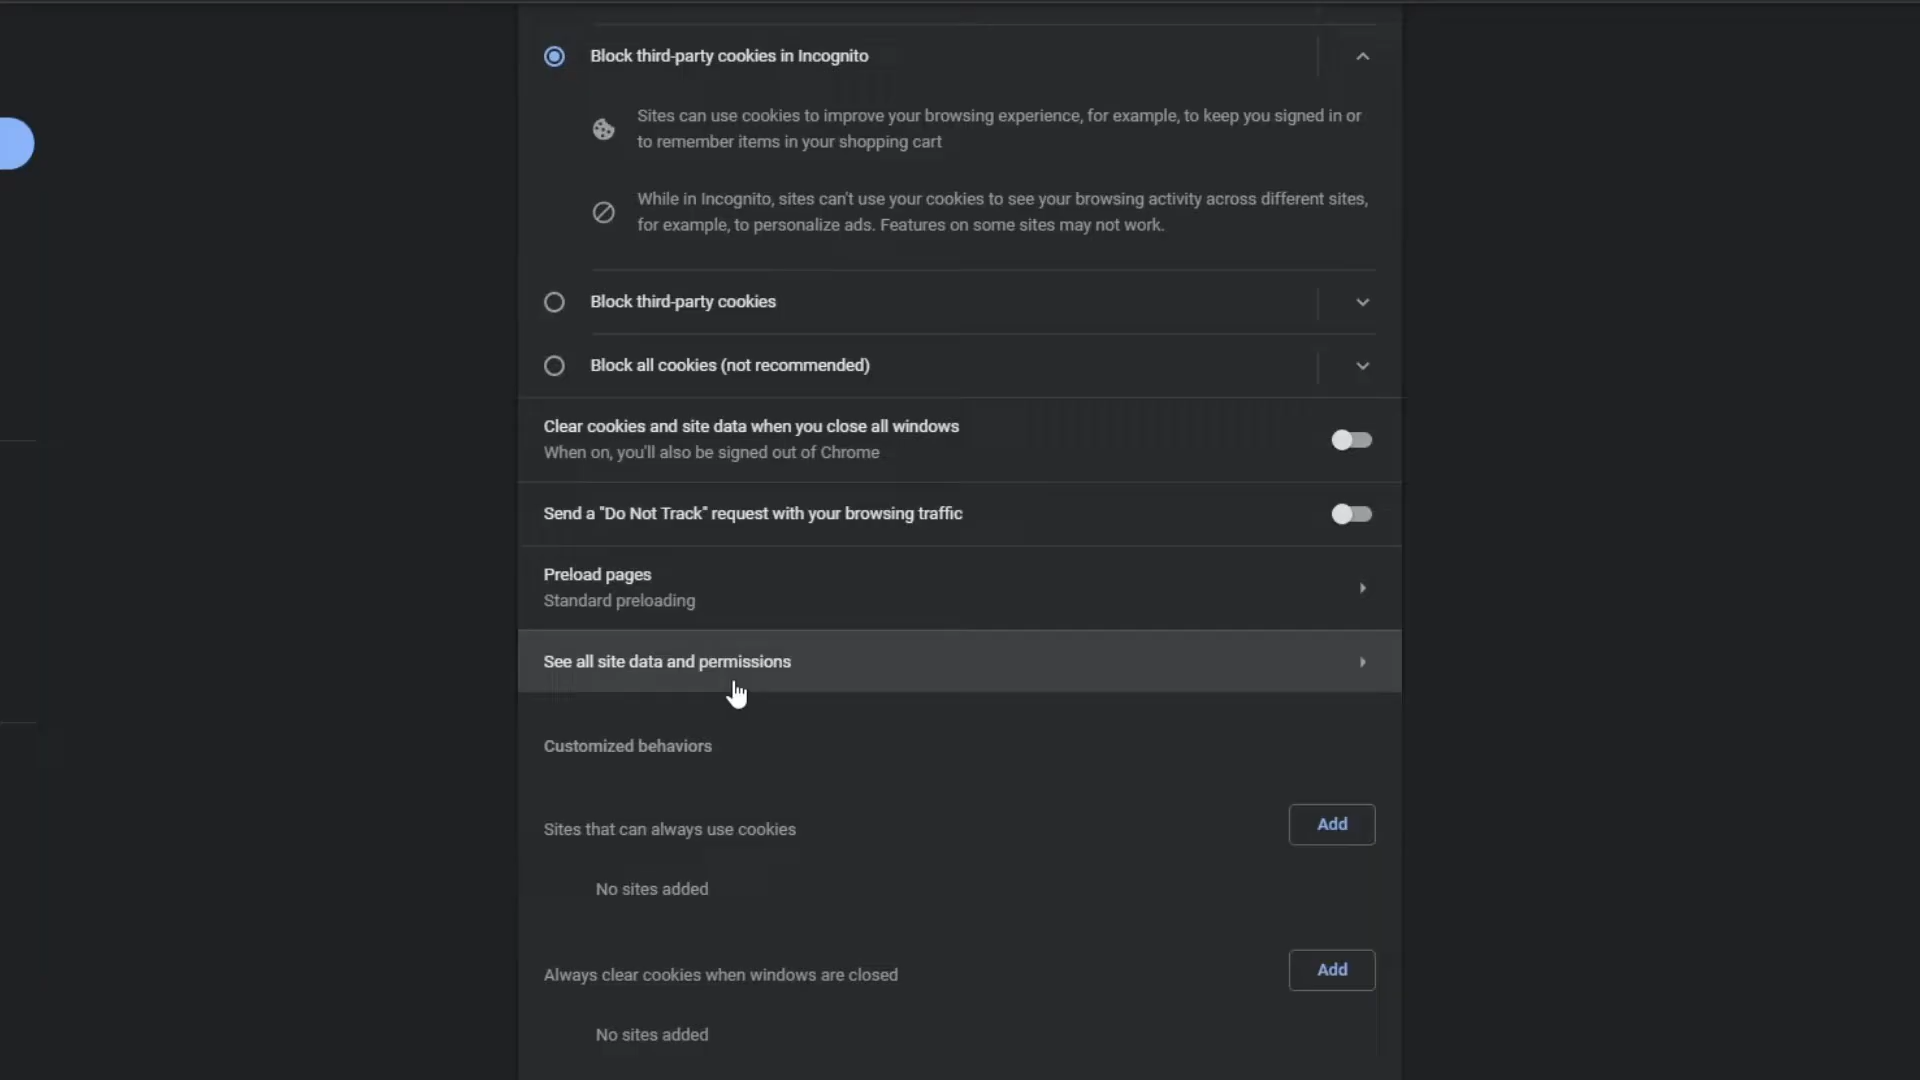 Block third-party cookies in Incognito
Sites can use cookies to improve your browsing experience, for example, to keep you signed in or
to remember items in your shopping cart
While in Incognito, sites can't use your cookies to see your browsing activity across different sites,
for example, to personalize ads. Features on some sites may not work.
Block third-party cookies
Block all cookies (not recommended)
Clear cookies and site data when you close all windows
When on, you'll also be signed out of Chrome
Send a "Do Not Track" request with your browsing traffic
Preload pages
Standard preloading
See all site data and permissions
Customized behaviors
Sites that can always use cookies
Add
No sites added
Always clear cookies when windows are closed
Add
No sites added